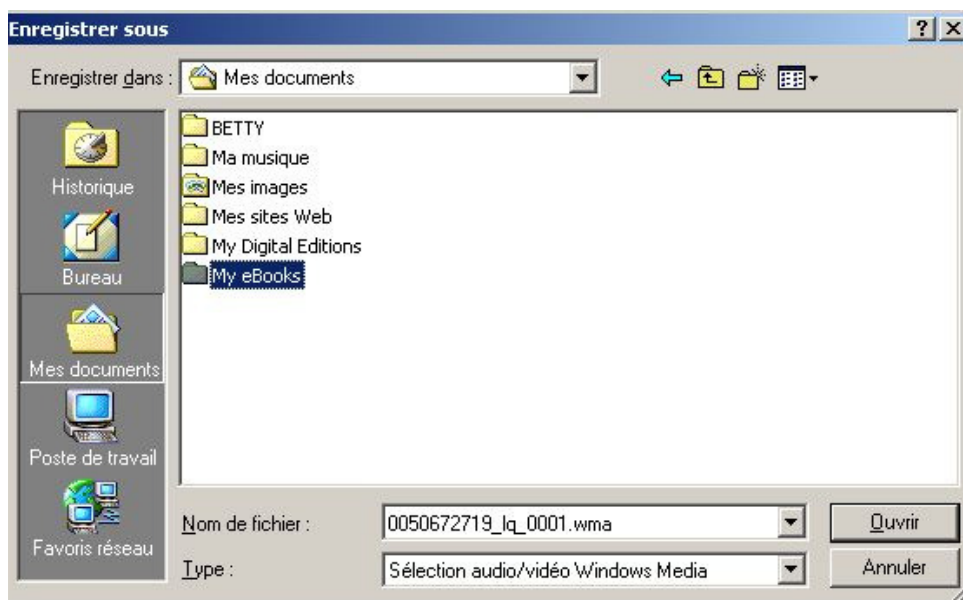 Enregistrer sous
Enregistrer dans : Mes documents
Historique
Bureau
Mes documents
Poste de travail
Favoris réseau
BETTY
Ma musique
Mes images
Mes sites Web
My Digital Editions
My eBooks
Nom de fichier : 0050672719_lq_0001.wma Ouvrir
Type : Sélection audio/vidéo Windows Media Annuler